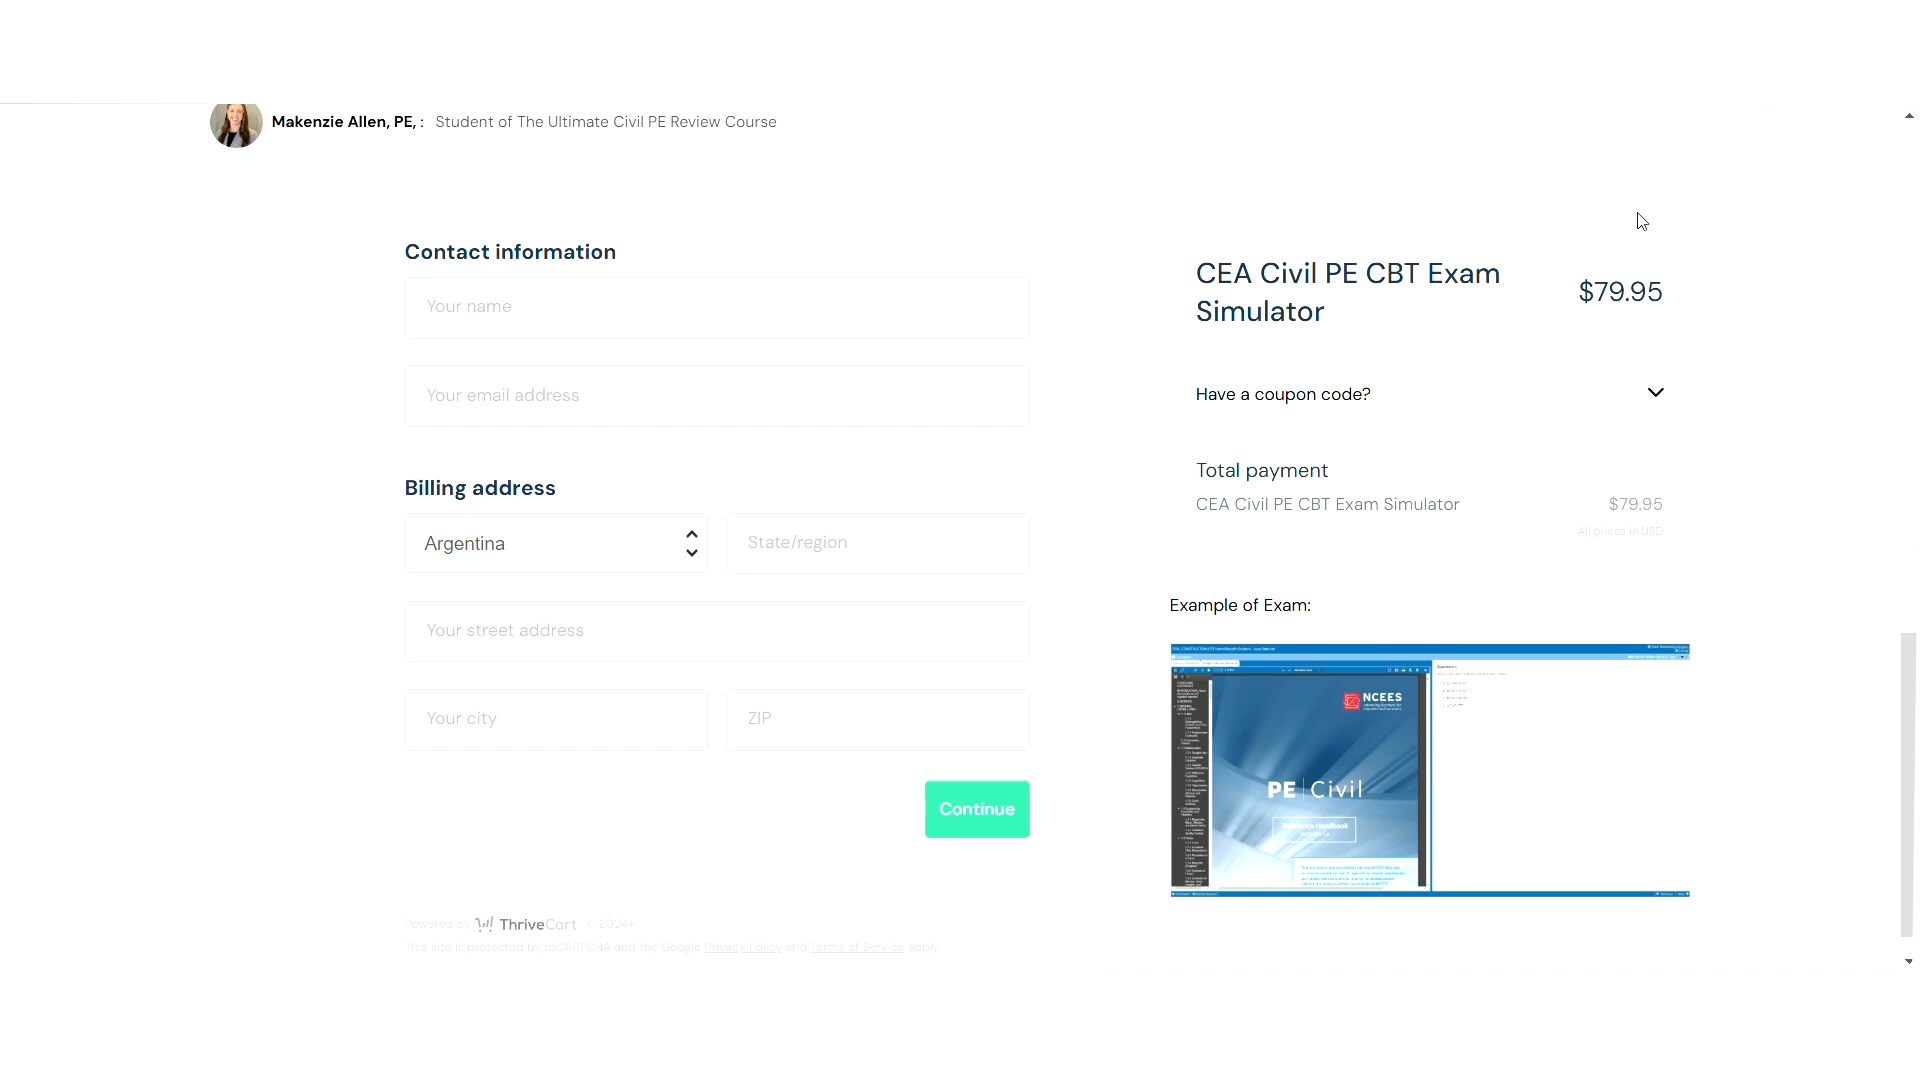 Makenzie Allen, PE, : Student of The Ultimate Civil PE Review Course
Contact information
Your name
Your email address
Billing address
Argentina
State/region
Your street address
Your city
ZIP
Continue
Powered by ThriveCart © 2024+
This site is protected by reCAPTCHA and the Google Privacy Policy and Terms of Service apply.
CEA Civil PE CBT Exam
Simulator
$79.95
Have a coupon code?
Total payment
CEA Civil PE CBT Exam Simulator
$79.95
All prices in USD
Example of Exam:
NCEES
PE Civil
Reference Handbook